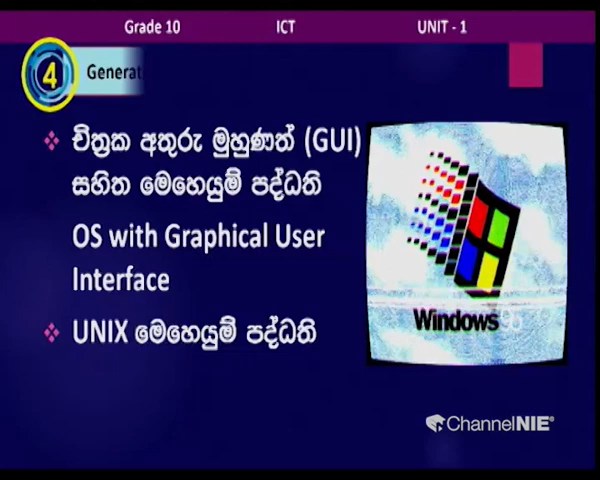 Grade 10 ICT UNIT - 1
4 Generat
චිත්‍රක අතුරු මුහුණත් (GUI)
සහිත මෙහෙයුම් පද්ධති
OS with Graphical User
Interface
UNIX මෙහෙයුම් පද්ධති
Windows 95
ChannelNIE®